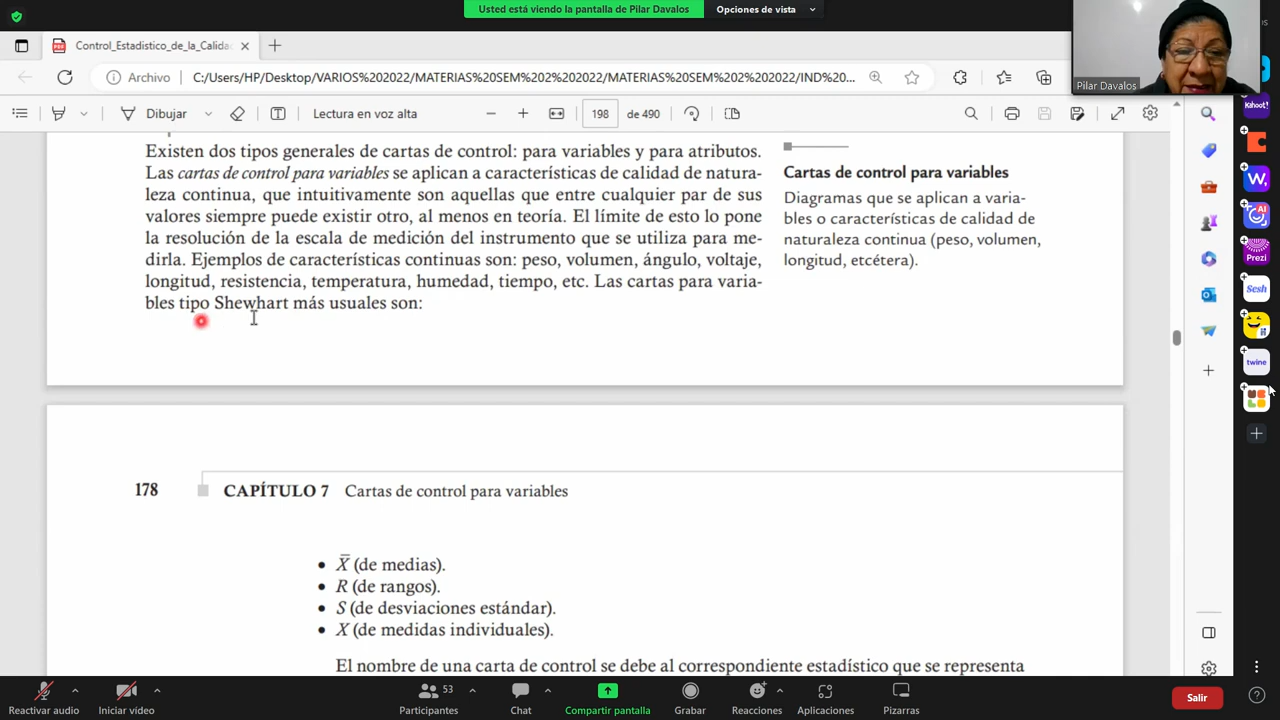 Usted está viendo la pantalla de Pilar Davalos
Opciones de vista
Control_Estadistico_de_la_Calida
Archivo
C:/Users/HP/Desktop/VARIOS%202022/MATERIAS%20SEM%202%202022/MATERIAS%20SEM%202%202022/IND%20...
Pilar Davalos
Dibujar
Lectura en voz alta
198
de 490
Kahoot!
Existen dos tipos generales de cartas de control: para variables y para atributos.
Las cartas de control para variables se aplican a características de calidad de natura-
leza continua, que intuitivamente son aquellas que entre cualquier par de sus
valores siempre puede existir otro, al menos en teoría. El límite de esto lo pone
la resolución de la escala de medición del instrumento que se utiliza para me-
dirla. Ejemplos de características continuas son: peso, volumen, ángulo, voltaje,
longitud, resistencia, temperatura, humedad, tiempo, etc. Las cartas para varia-
bles tipo Shewhart más usuales son:
Cartas de control para variables
Diagramas que se aplican a varia-
bles o características de calidad de
naturaleza continua (peso, volumen,
longitud, etcétera).
W,
AI
Prezi
Sesh
twine
178
CAPÍTULO 7 Cartas de control para variables
• X̅ (de medias).
• R (de rangos).
• S (de desviaciones estándar).
• X (de medidas individuales).
El nombre de una carta de control se debe al correspondiente estadístico que se representa
Reactivar audio
Iniciar video
53
Participantes
Chat
Compartir pantalla
Grabar
Reacciones
Aplicaciones
Pizarras
Salir